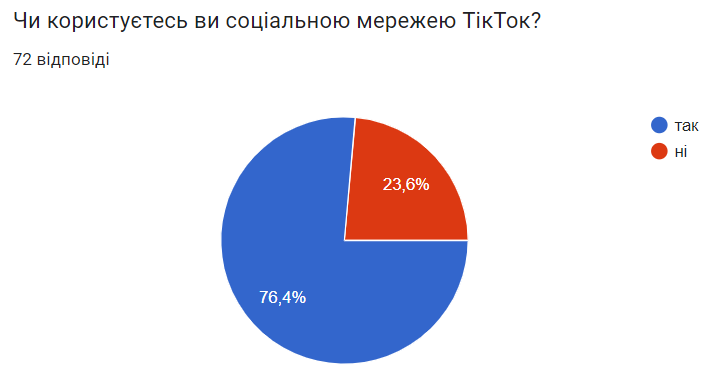 Чи користуєтесь ви соціальною мережею ТікТок?
72 відповіді
так
ні
23,6%
76,4%